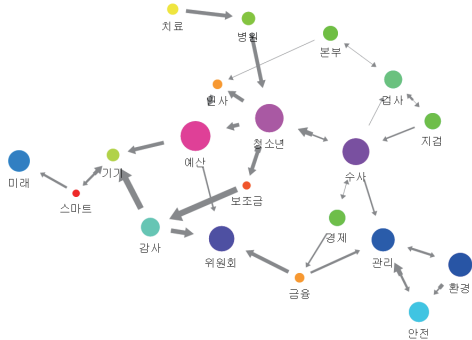 치료
병원
본부
인사
검사
청소년
지검
예산
기기
수사
미래
스마트
보조금
감사
경제
위원회
관리
환경
금융
안전